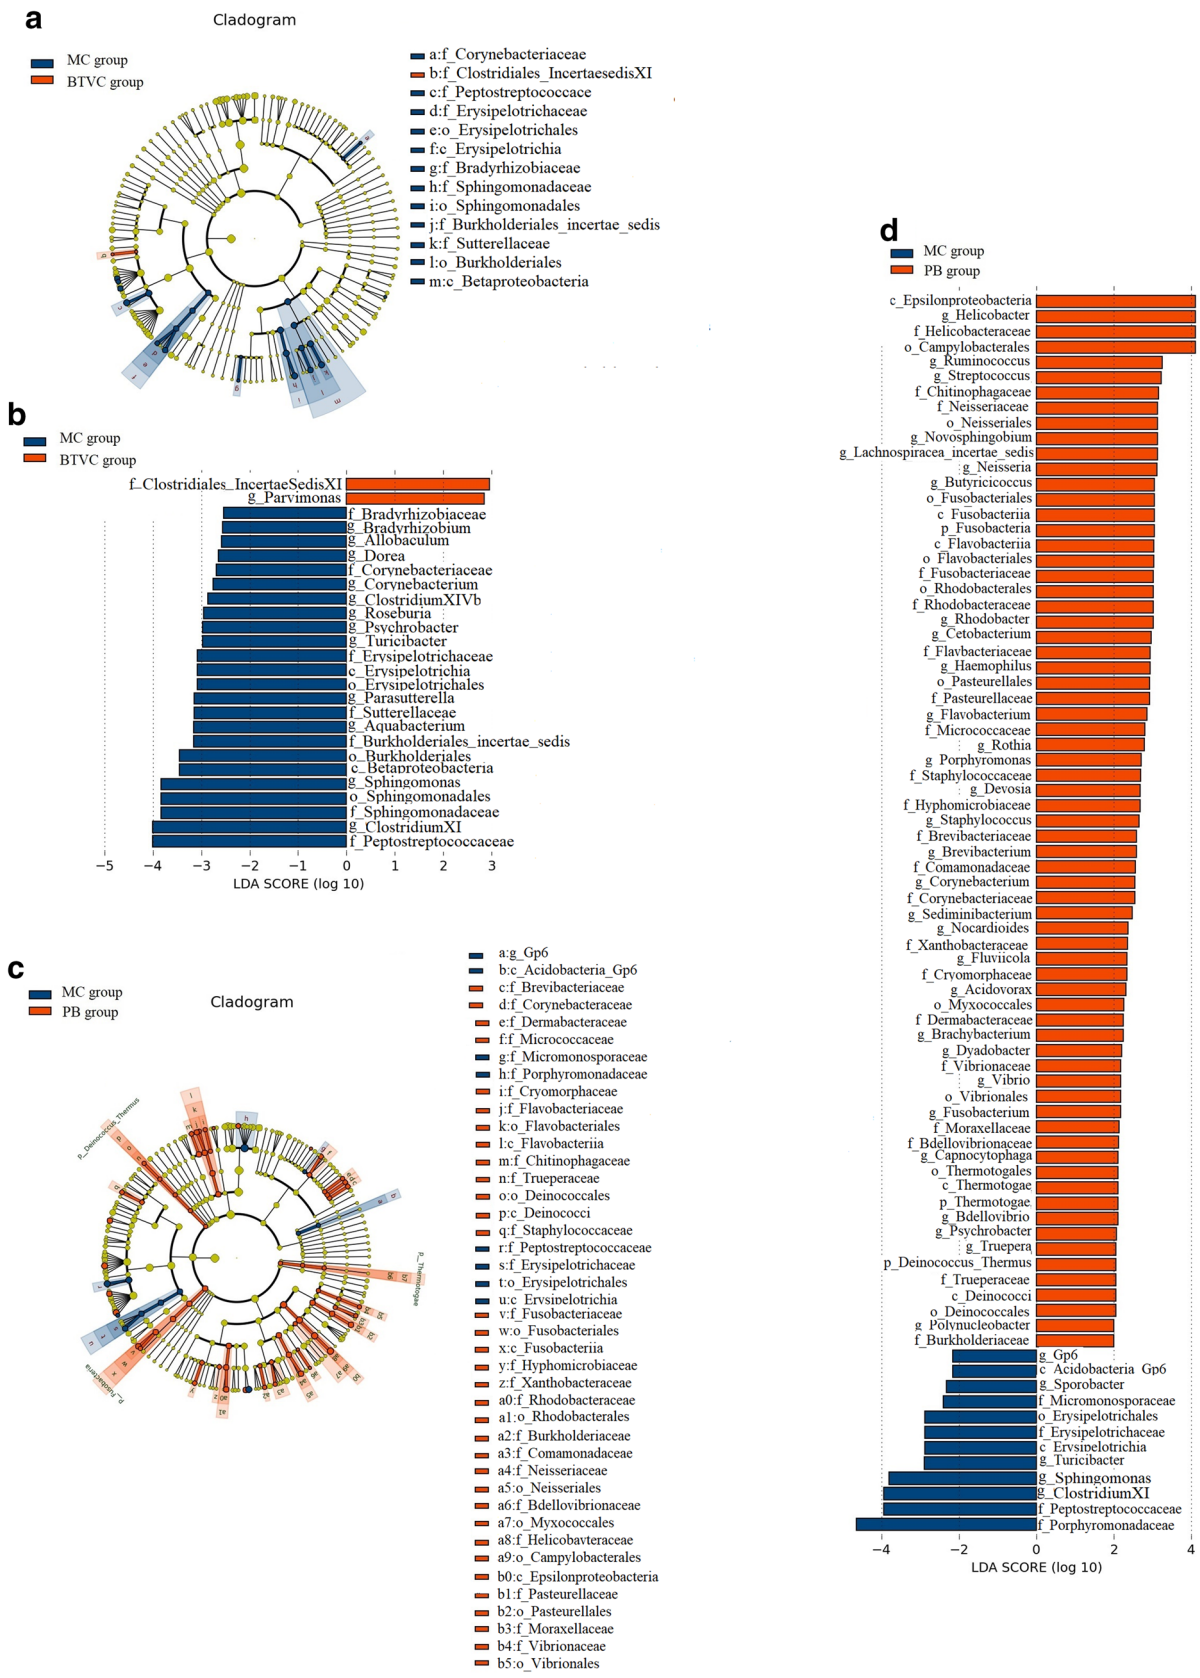 a
Cladogram
MC group
BTVC group
a:f_Corynebacteriaceae
b:f_Clostridiales_IncertaesedisXI
c:f_Peptostreptococcace
d:f_Erysipelotrichaceae
e:o_Erysipelotrichales
f:c_Erysipelotrichia
g:f_Bradyrhizobiaceae
h:f_Sphingomonadaceae
i:o_Sphingomonadales
j:f_Burkholderiales_incertae_sedis
k:f_Sutterellaceae
l:o_Burkholderiales
m:c_Betaproteobacteria
b
MC group
BTVC group
f_Clostridiales_IncertaeSedisXI
g_Parvimonas
f_Bradyrhizobiaceae
g_Bradyrhizobium
g_Allobaculum
g_Dorea
f_Corynebacteriaceae
g_Corynebacterium
g_ClostridiumXIVb
g_Roseburia
g_Psychrobacter
g_Turicibacter
f_Erysipelotrichaceae
c_Erysipelotrichia
o_Erysipelotrichales
g_Parasutterella
f_Sutterellaceae
g_Aquabacterium
f_Burkholderiales_incertae_sedis
o_Burkholderiales
c_Betaproteobacteria
g_Sphingomonas
o_Sphingomonadales
f_Sphingomonadaceae
g_ClostridiumXI
f_Peptostreptococcaceae
−5 −4 −3 −2 −1 0 1 2 3
LDA SCORE (log 10)
c
MC group
PB group
Cladogram
p__Deinococcus_Thermus
p__Thermotogae
p__Fusobacteria
a:g_Gp6
b:c_Acidobacteria_Gp6
c:f_Brevibacteriaceae
d:f_Corynebacteraceae
e:f_Dermabacteraceae
f:f_Micrococcaceae
g:f_Micromonosporaceae
h:f_Porphyromonadaceae
i:f_Cryomorphaceae
j:f_Flavobacteriaceae
k:o_Flavobacteriales
l:c_Flavobacteriia
m:f_Chitinophagaceae
n:f_Trueperaceae
o:o_Deinococcales
p:c_Deinococci
q:f_Staphylococcaceae
r:f_Peptostreptococcaceae
s:f_Erysipelotrichaceae
t:o_Erysipelotrichales
u:c_Ervsipelotrichia
v:f_Fusobacteriaceae
w:o_Fusobacteriales
x:c_Fusobacteriia
y:f_Hyphomicrobiaceae
z:f_Xanthobacteraceae
a0:f_Rhodobacteraceae
a1:o_Rhodobacterales
a2:f_Burkholderiaceae
a3:f_Comamonadaceae
a4:f_Neisseriaceae
a5:o_Neisseriales
a6:f_Bdellovibrionaceae
a7:o_Myxococcales
a8:f_Helicobavteraceae
a9:o_Campylobacterales
b0:c_Epsilonproteobacteria
b1:f_Pasteurellaceae
b2:o_Pasteurellales
b3:f_Moraxellaceae
b4:f_Vibrionaceae
b5:o_Vibrionales
d
MC group
PB group
c_Epsilonproteobacteria
g_Helicobacter
f_Helicobacteraceae
o_Campylobacterales
g_Ruminococcus
g_Streptococcus
f_Chitinophagaceae
f_Neisseriaceae
o_Neisseriales
g_Novosphingobium
g_Lachnospiracea_incertae_sedis
g_Neisseria
g_Butyricicoccus
o_Fusobacteriales
c_Fusobacteriia
p_Fusobacteria
c_Flavobacteriia
o_Flavobacteriales
f_Fusobacteriaceae
o_Rhodobacterales
f_Rhodobacteraceae
g_Rhodobacter
g_Cetobacterium
f_Flavbacteriaceae
g_Haemophilus
o_Pasteurellales
f_Pasteurellaceae
g_Flavobacterium
f_Micrococcaceae
g_Rothia
g_Porphyromonas
f_Staphylococcaceae
g_Devosia
f_Hyphomicrobiaceae
g_Staphylococcus
f_Brevibacteriaceae
g_Brevibacterium
f_Comamonadaceae
g_Corynebacterium
f_Corynebacteriaceae
g_Sediminibacterium
g_Nocardioides
f_Xanthobacteraceae
g_Fluviicola
f_Cryomorphaceae
g_Acidovorax
o_Myxococcales
f_Dermabacteraceae
g_Brachybacterium
g_Dyadobacter
f_Vibrionaceae
g_Vibrio
o_Vibrionales
g_Fusobacterium
f_Moraxellaceae
f_Bdellovibrionaceae
g_Capnocytophaga
o_Thermotogales
c_Thermotogae
p_Thermotogae
g_Bdellovibrio
g_Psychrobacter
g_Truepera
p_Deinococcus_Thermus
f_Trueperaceae
c_Deinococci
o_Deinococcales
g_Polynucleobacter
f_Burkholderiaceae
g_Gp6
c_Acidobacteria_Gp6
g_Sporobacter
f_Micromonosporaceae
o_Erysipelotrichales
f_Erysipelotrichaceae
c_Ervsipelotrichia
g_Turicibacter
g_Sphingomonas
g_ClostridiumXI
f_Peptostreptococcaceae
f_Porphyromonadaceae
−4 −2 0 2 4
LDA SCORE (log 10)